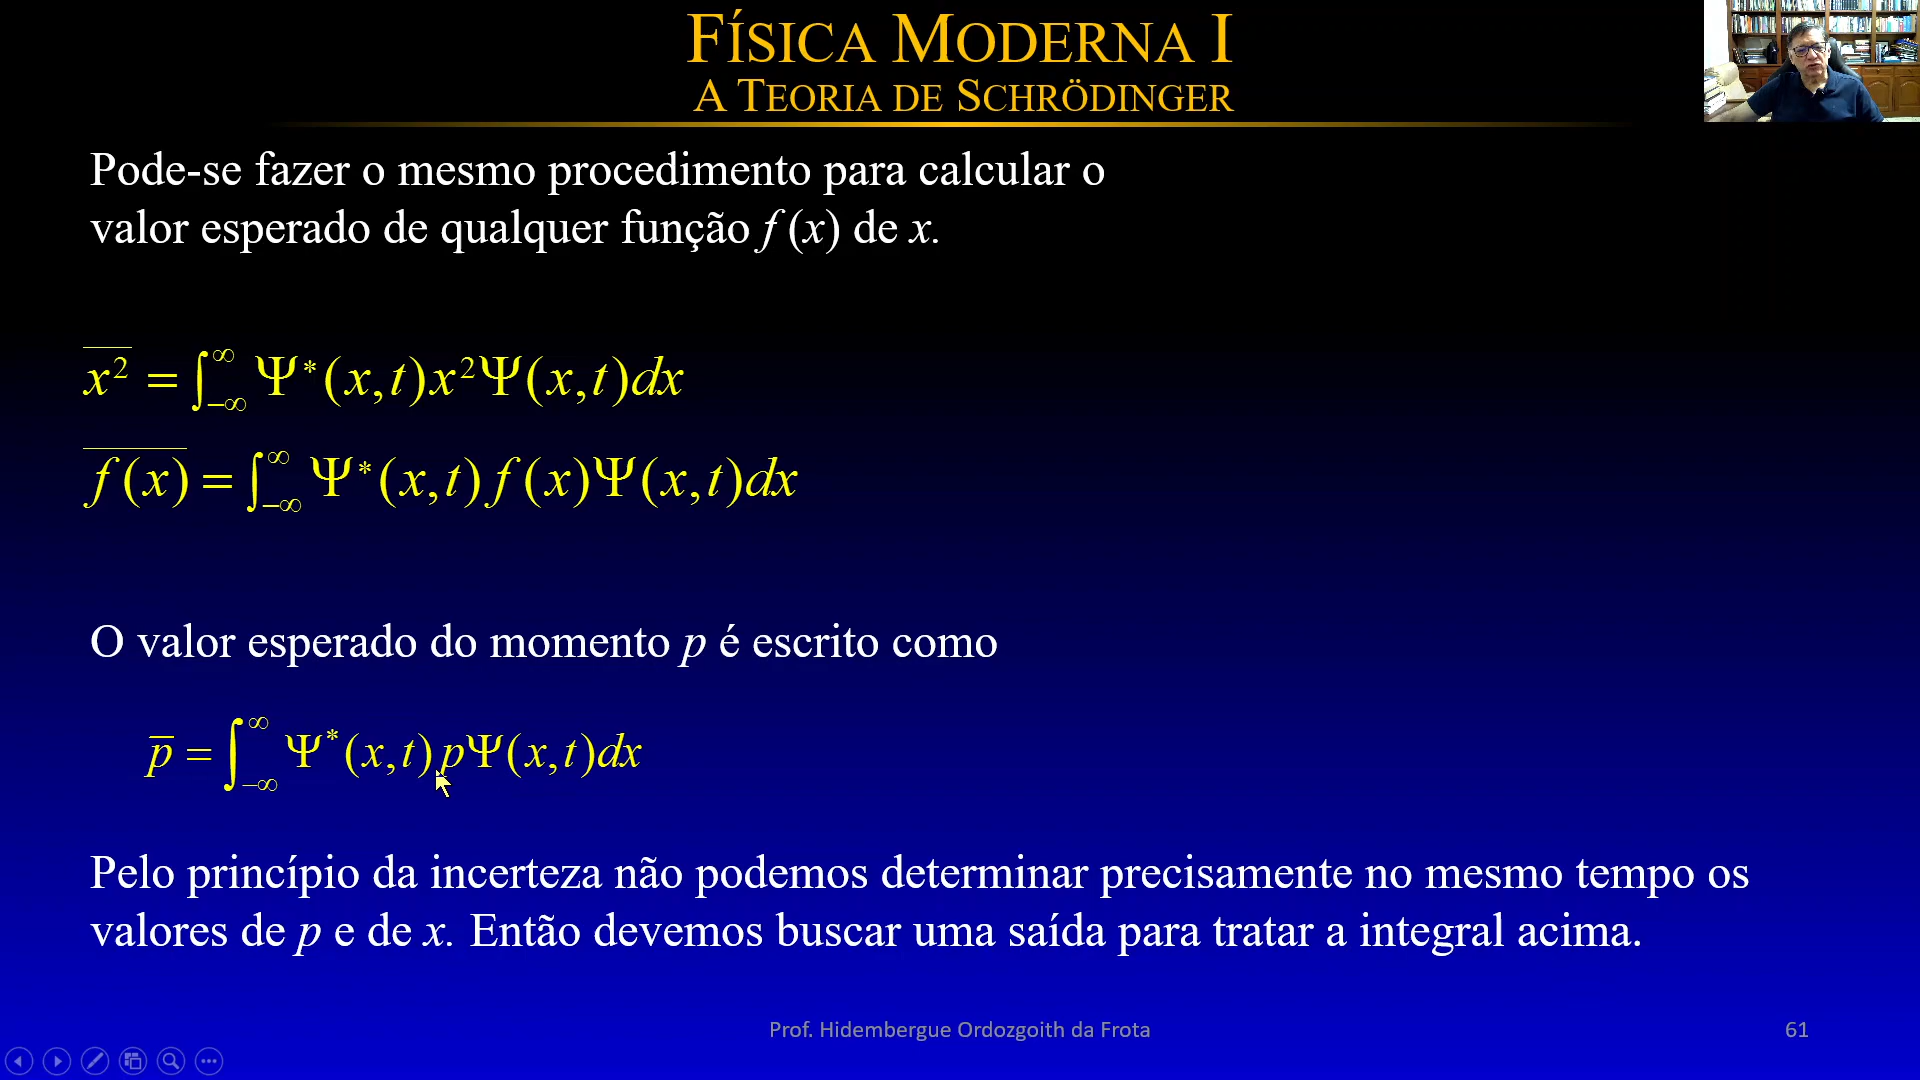 FÍSICA MODERNA I
A TEORIA DE SCHRÖDINGER
Pode-se fazer o mesmo procedimento para calcular o
valor esperado de qualquer função f (x) de x.
x² = ∫_{-∞}^{∞} Ψ*(x,t)x²Ψ(x,t)dx
f(x) = ∫_{-∞}^{∞} Ψ*(x,t) f(x)Ψ(x,t)dx
O valor esperado do momento p é escrito como
p̄ = ∫_{-∞}^{∞} Ψ*(x,t) pΨ(x,t)dx
Pelo princípio da incerteza não podemos determinar precisamente no mesmo tempo os
valores de p e de x. Então devemos buscar uma saída para tratar a integral acima.
Prof. Hidembergue Ordozgoith da Frota
61